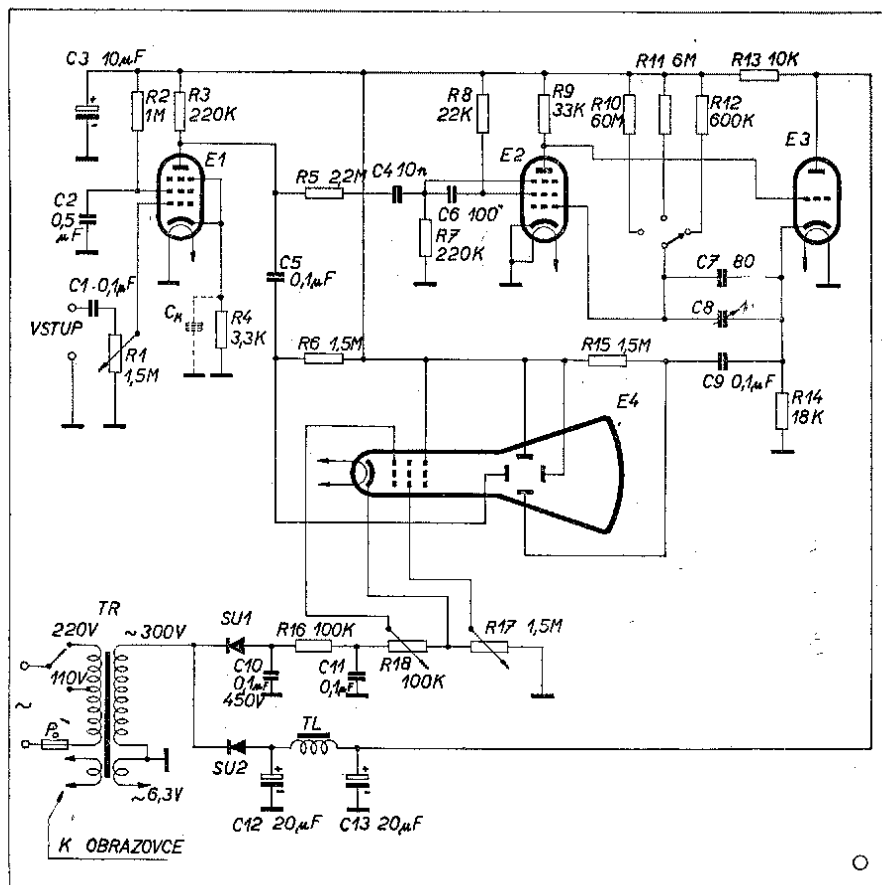 C3 10µF
R2
1M
R3
220K
E1
C2
0,5
µF
C1 0,1µF
VSTUP
R1
1,5M
Cк
R4
3,3K
R5 2,2M
C4 10n
C5
0,1µF
R6 1,5M
C6 100
R7
220K
R8
22K
R9
33K
E2
R10
60M
R11 6M
R12
600K
R13 10K
E3
C7 80
C8
R15 1,5M
C9 0,1µF
R14
18K
E4
TR
220V
110V
~
Po
~300V
~6,3V
K OBRAZOVCE
SU1
R16 100K
C10
0,1µF
450V
C11
0,1µF
R18
100K
R17 1,5M
SU2
TL
C12 20µF
C13 20µF